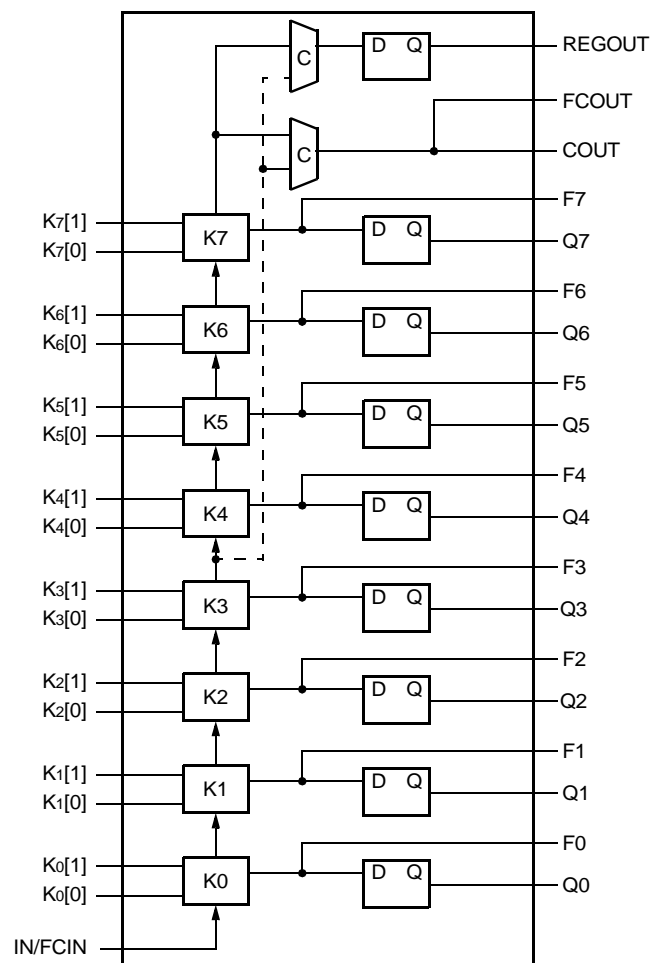 D Q REGOUT
C
FCOUT
C COUT
F7
K7[1]
K7 D Q Q7
K7[0]
F6
K6[1]
K6 D Q Q6
K6[0]
F5
K5[1]
K5 D Q Q5
K5[0]
F4
K4[1]
K4 D Q Q4
K4[0]
F3
K3[1]
K3 D Q Q3
K3[0]
F2
K2[1]
K2 D Q Q2
K2[0]
F1
K1[1]
K1 D Q Q1
K1[0]
F0
K0[1]
K0 D Q Q0
K0[0]
IN/FCIN